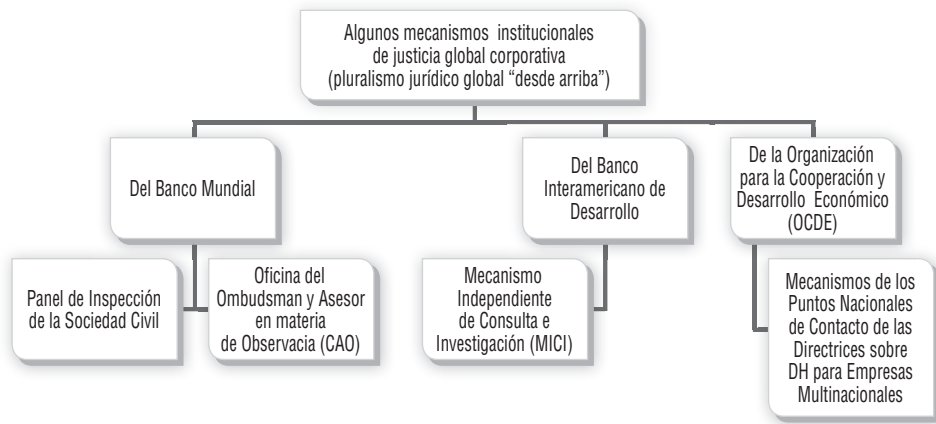 Algunos mecanismos institucionales
de justicia global corporativa
(pluralismo jurídico global “desde arriba”)
Del Banco Mundial
Del Banco
Interamericano de
Desarrollo
De la Organización
para la Cooperación y
Desarrollo Económico
(OCDE)
Panel de Inspección
de la Sociedad Civil
Oficina del
Ombudsman y Asesor
en materia
de Observacia (CAO)
Mecanismo
Independiente
de Consulta e
Investigación (MICI)
Mecanismos de los
Puntos Nacionales
de Contacto de las
Directrices sobre
DH para Empresas
Multinacionales